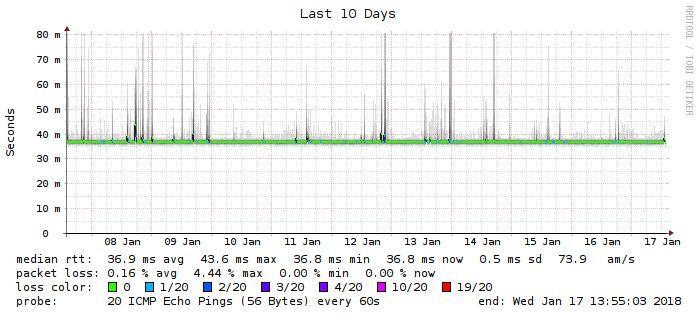 Last 10 Days
RRDTOOL / TOBI OETIKER
Seconds
80 m
70 m
60 m
50 m
40 m
30 m
20 m
10 m
0
08 Jan 09 Jan 10 Jan 11 Jan 12 Jan 13 Jan 14 Jan 15 Jan 16 Jan 17 Jan
median rtt: 36.9 ms avg 43.6 ms max 36.8 ms min 36.8 ms now 0.5 ms sd 73.9 am/s
packet loss: 0.16 % avg 4.44 % max 0.00 % min 0.00 % now
loss color: 0 1/20 2/20 3/20 4/20 10/20 19/20
probe: 20 ICMP Echo Pings (56 Bytes) every 60s end: Wed Jan 17 13:55:03 2018